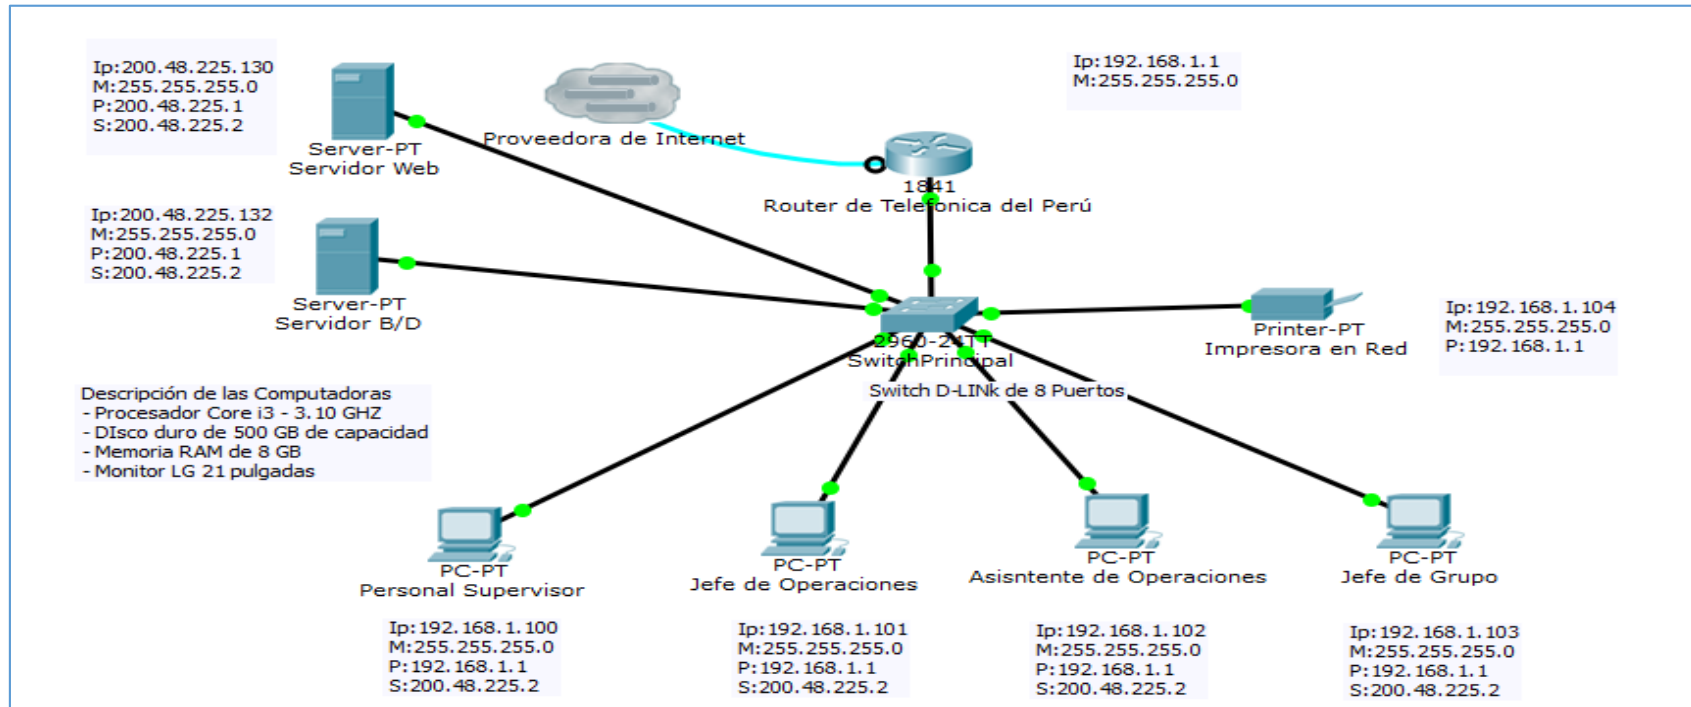 Ip:200.48.225.130
M:255.255.255.0
P:200.48.225.1
S:200.48.225.2
Server-PT
Servidor Web
Proveedora de Internet
Ip:192.168.1.1
M:255.255.255.0
1841
Router de Telefonica del Perú
Ip:200.48.225.132
M:255.255.255.0
P:200.48.225.1
S:200.48.225.2
Server-PT
Servidor B/D
2960-24TT
SwitchPrincipal
Switch D-LINk de 8 Puertos
Printer-PT
Impresora en Red
Ip:192.168.1.104
M:255.255.255.0
P:192.168.1.1
Descripción de las Computadoras
- Procesador Core i3 - 3.10 GHZ
- DIsco duro de 500 GB de capacidad
- Memoria RAM de 8 GB
- Monitor LG 21 pulgadas
PC-PT
Personal Supervisor
Ip:192.168.1.100
M:255.255.255.0
P:192.168.1.1
S:200.48.225.2
PC-PT
Jefe de Operaciones
Ip:192.168.1.101
M:255.255.255.0
P:192.168.1.1
S:200.48.225.2
PC-PT
Asisntente de Operaciones
Ip:192.168.1.102
M:255.255.255.0
P:192.168.1.1
S:200.48.225.2
PC-PT
Jefe de Grupo
Ip:192.168.1.103
M:255.255.255.0
P:192.168.1.1
S:200.48.225.2